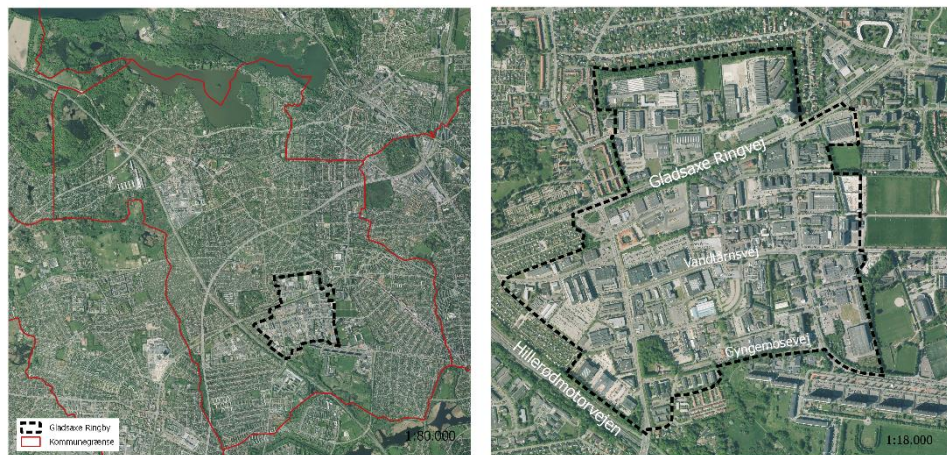 Gladsaxe Ringby
Kommunegrænse
1:80.000
Gladsaxe Ringvej
Vandtårnsvej
Gyngemosevej
Hillerødmotorvejen
1:18.000